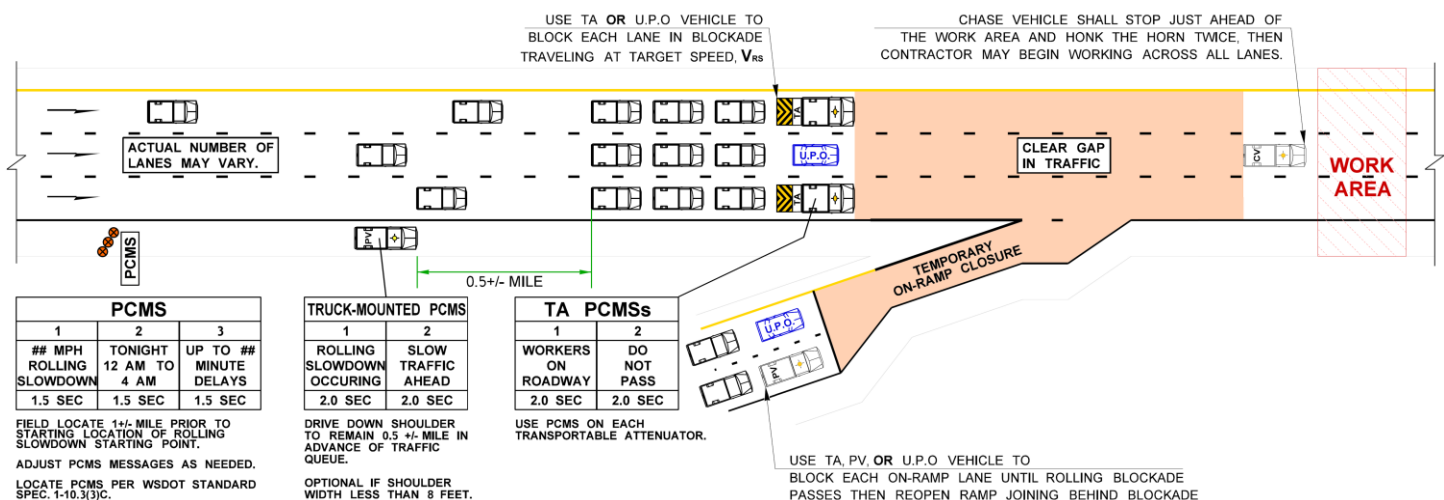 USE TA OR U.P.O VEHICLE TO
BLOCK EACH LANE IN BLOCKADE
TRAVELING AT TARGET SPEED, VRS
CHASE VEHICLE SHALL STOP JUST AHEAD OF
THE WORK AREA AND HONK THE HORN TWICE, THEN
CONTRACTOR MAY BEGIN WORKING ACROSS ALL LANES.
ACTUAL NUMBER OF
LANES MAY VARY.
TA
U.P.O.
TA
CLEAR GAP
IN TRAFFIC
CV
WORK
AREA
PCMS
PV
0.5+/- MILE
TEMPORARY
ON-RAMP CLOSURE
U.P.O.
PV
PCMS
1 2 3
## MPH TONIGHT UP TO ##
ROLLING 12 AM TO MINUTE
SLOWDOWN 4 AM DELAYS
1.5 SEC 1.5 SEC 1.5 SEC
FIELD LOCATE 1+/- MILE PRIOR TO
STARTING LOCATION OF ROLLING
SLOWDOWN STARTING POINT.
ADJUST PCMS MESSAGES AS NEEDED.
LOCATE PCMS PER WSDOT STANDARD
SPEC. 1-10.3(3)C.
TRUCK-MOUNTED PCMS
1 2
ROLLING SLOW
SLOWDOWN TRAFFIC
OCCURING AHEAD
2.0 SEC 2.0 SEC
DRIVE DOWN SHOULDER
TO REMAIN 0.5 +/- MILE IN
ADVANCE OF TRAFFIC
QUEUE.
OPTIONAL IF SHOULDER
WIDTH LESS THAN 8 FEET.
TA PCMSs
1 2
WORKERS DO
ON NOT
ROADWAY PASS
2.0 SEC 2.0 SEC
USE PCMS ON EACH
TRANSPORTABLE ATTENUATOR.
USE TA, PV, OR U.P.O VEHICLE TO
BLOCK EACH ON-RAMP LANE UNTIL ROLLING BLOCKADE
PASSES THEN REOPEN RAMP JOINING BEHIND BLOCKADE